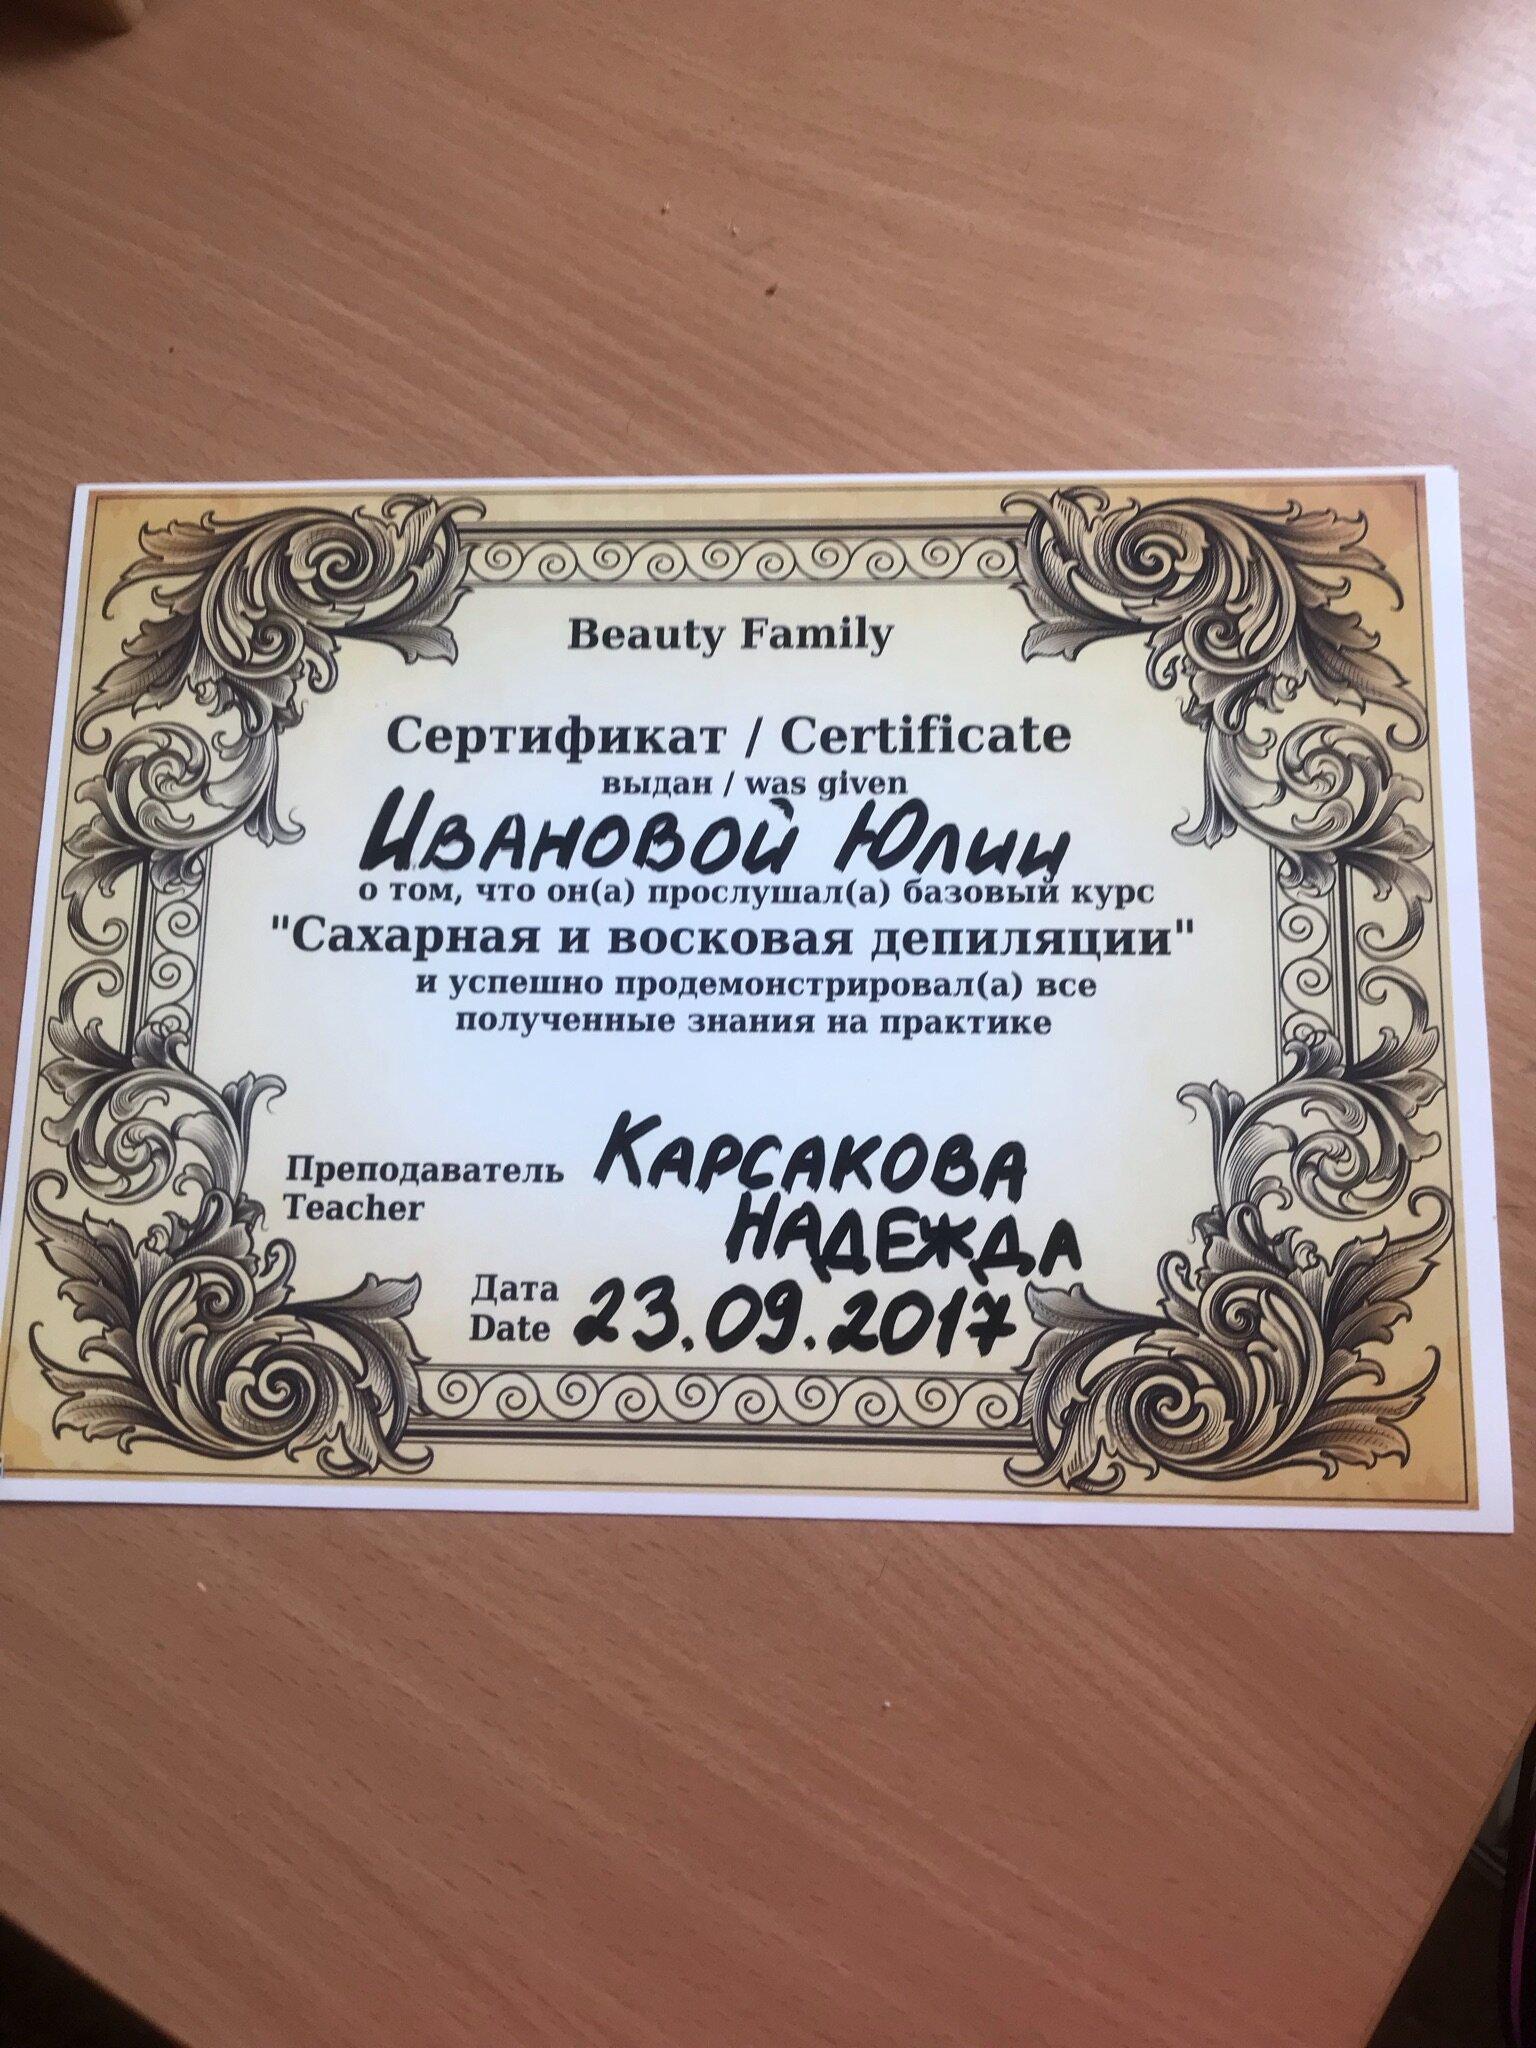 Beauty Family
Сертификат / Certificate
выдан / was given
Ивановой Юлии
о том, что он(а) прослушал(а) базовый курс
"Сахарная и восковая депиляции"
и успешно продемонстрировал(а) все
полученные знания на практике
Преподаватель Карсакова
Teacher Надежда
Дата
Date 23.09.2017